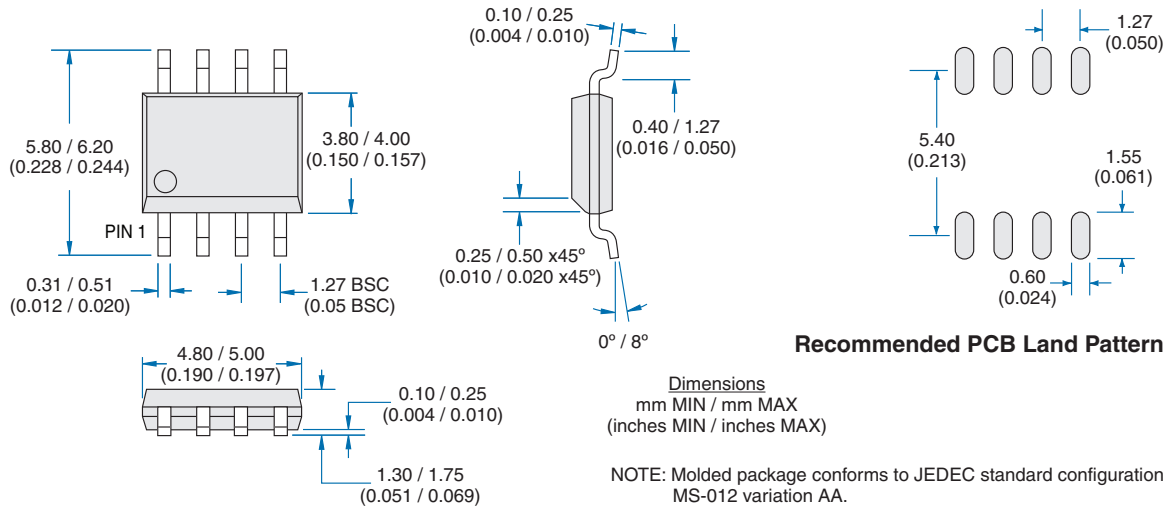 5.80 / 6.20
(0.228 / 0.244)
3.80 / 4.00
(0.150 / 0.157)
PIN 1
0.31 / 0.51
(0.012 / 0.020)
1.27 BSC
(0.05 BSC)
0.10 / 0.25
(0.004 / 0.010)
0.40 / 1.27
(0.016 / 0.050)
0.25 / 0.50 x45º
(0.010 / 0.020 x45º)
0º / 8º
1.27
(0.050)
5.40
(0.213)
1.55
(0.061)
0.60
(0.024)
Recommended PCB Land Pattern
4.80 / 5.00
(0.190 / 0.197)
0.10 / 0.25
(0.004 / 0.010)
1.30 / 1.75
(0.051 / 0.069)
Dimensions
mm MIN / mm MAX
(inches MIN / inches MAX)
NOTE: Molded package conforms to JEDEC standard configuration
MS-012 variation AA.